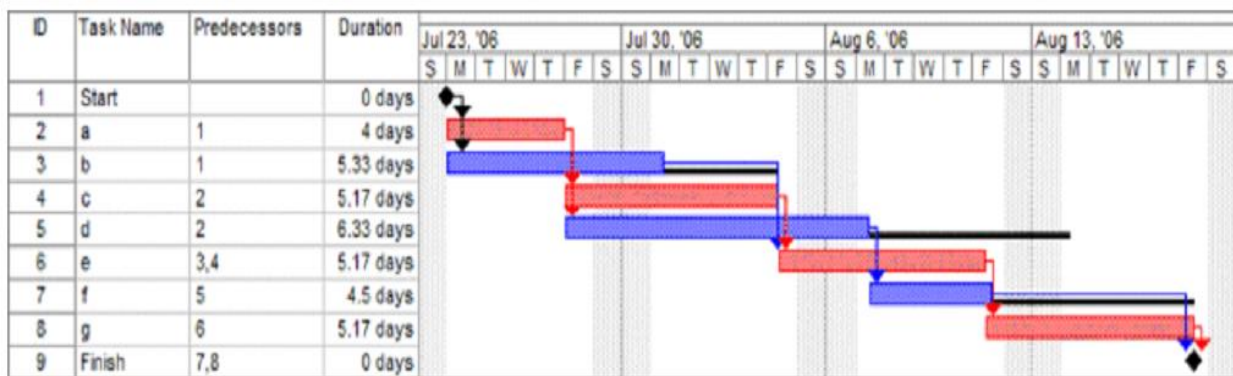 ID Task Name Predecessors Duration
Jul 23, '06 Jul 30, '06 Aug 6, '06 Aug 13, '06
S M T W T F S S M T W T F S S M T W T F S S M T W T F S
1 Start 0 days
2 a 1 4 days
3 b 1 5.33 days
4 c 2 5.17 days
5 d 2 6.33 days
6 e 3,4 5.17 days
7 f 5 4.5 days
8 g 6 5.17 days
9 Finish 7,8 0 days